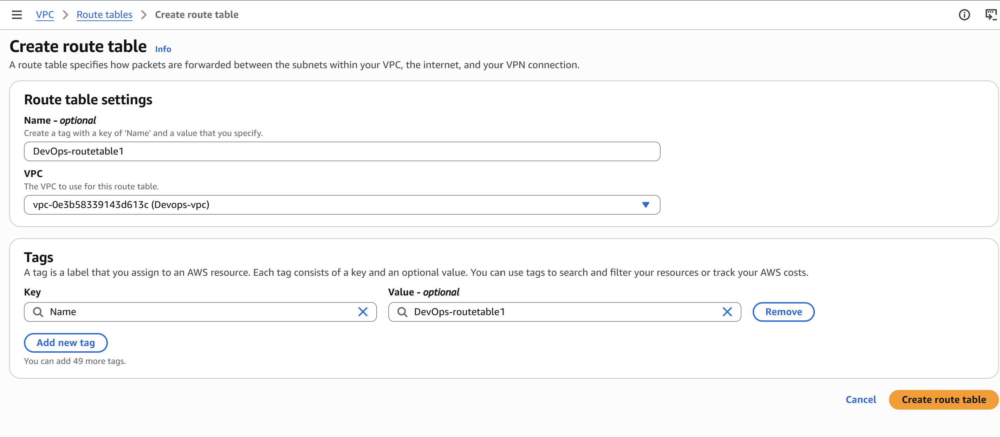 VPC > Route tables > Create route table
Create route table Info
A route table specifies how packets are forwarded between the subnets within your VPC, the internet, and your VPN connection.
Route table settings
Name - optional
Create a tag with a key of 'Name' and a value that you specify.
DevOps-routetable1
VPC
The VPC to use for this route table.
vpc-0e3b58339143d613c (Devops-vpc)
Tags
A tag is a label that you assign to an AWS resource. Each tag consists of a key and an optional value. You can use tags to search and filter your resources or track your AWS costs.
Key Value - optional
Name DevOps-routetable1 Remove
Add new tag
You can add 49 more tags.
Cancel Create route table